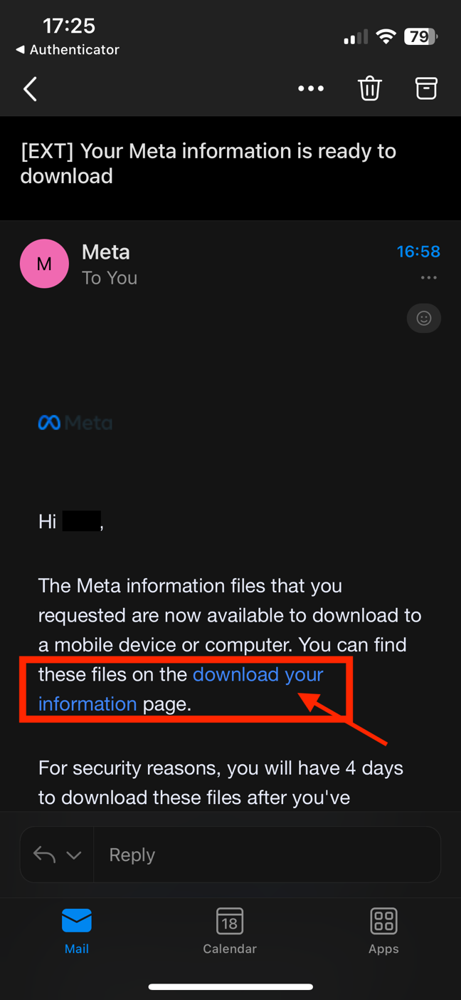 17:25
79
◀ Authenticator
[EXT] Your Meta information is ready to
download
M
Meta
16:58
To You
Meta
Hi ,
The Meta information files that you
requested are now available to download to
a mobile device or computer. You can find
these files on the download your
information page.
For security reasons, you will have 4 days
to download these files after you've
Reply
18
Mail
Calendar
Apps